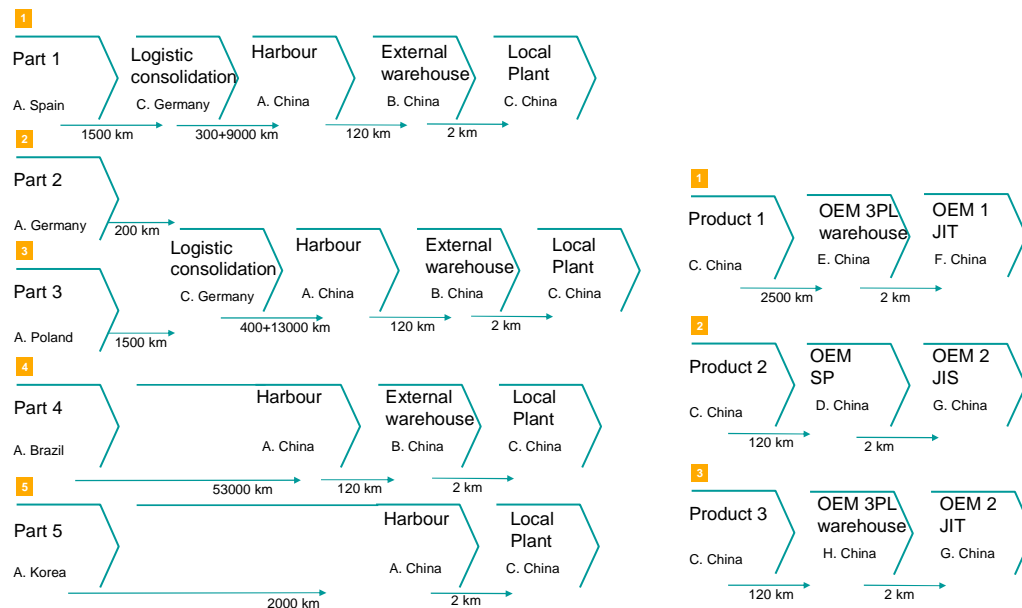 1
Part 1
A. Spain
1500 km
Logistic
consolidation
C. Germany
300+9000 km
Harbour
A. China
120 km
External
warehouse
B. China
2 km
Local
Plant
C. China
2
Part 2
A. Germany
200 km
3
Part 3
A. Poland
1500 km
Logistic
consolidation
C. Germany
400+13000 km
Harbour
A. China
120 km
External
warehouse
B. China
2 km
Local
Plant
C. China
4
Part 4
A. Brazil
53000 km
Harbour
A. China
120 km
External
warehouse
B. China
2 km
Local
Plant
C. China
5
Part 5
A. Korea
2000 km
Harbour
A. China
2 km
Local
Plant
C. China
1
Product 1
C. China
2500 km
OEM 3PL
warehouse
E. China
2 km
OEM 1
JIT
F. China
2
Product 2
C. China
120 km
OEM
SP
D. China
2 km
OEM 2
JIS
G. China
3
Product 3
C. China
120 km
OEM 3PL
warehouse
H. China
2 km
OEM 2
JIT
G. China